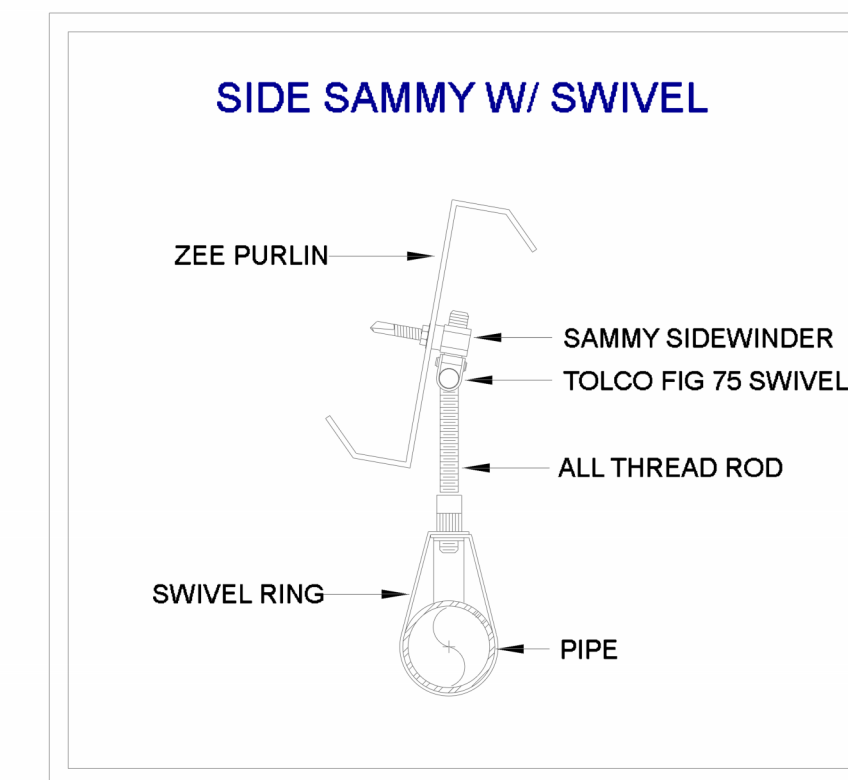 SIDE SAMMY W/ SWIVEL
ZEE PURLIN
SAMMY SIDEWINDER
TOLCO FIG 75 SWIVEL
ALL THREAD ROD
SWIVEL RING
PIPE